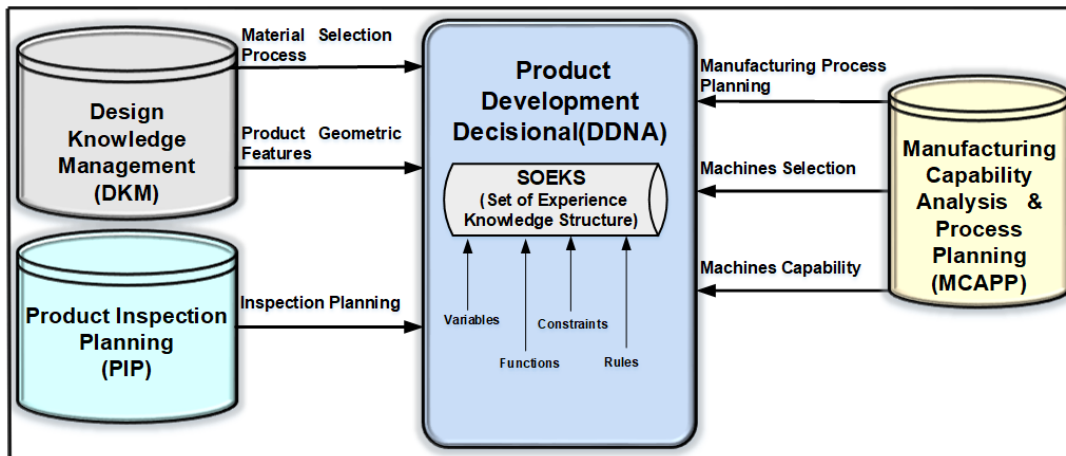 Material Selection
Process
Design
Knowledge
Management
(DKM)
Product Geometric
Features
Product Inspection
Planning
(PIP)
Inspection Planning
Product
Development
Decisional(DDNA)
SOEKS
(Set of Experience
Knowledge Structure)
Variables
Functions
Constraints
Rules
Manufacturing Process
Planning
Machines Selection
Machines Capability
Manufacturing
Capability
Analysis &
Process
Planning
(MCAPP)